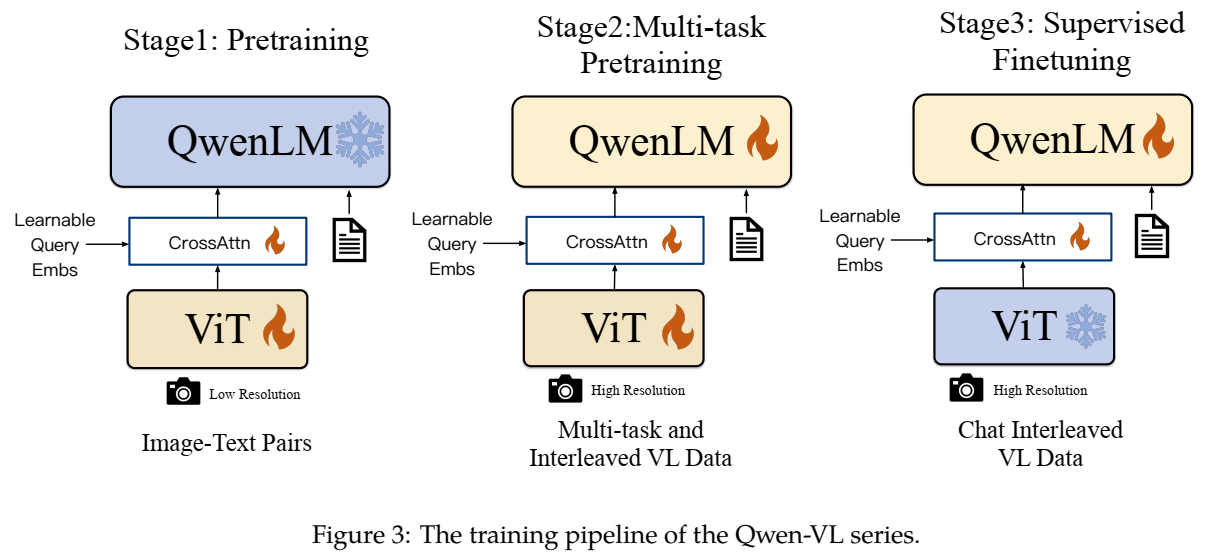 Stage1: Pretraining
QwenLM
Learnable
Query
Embs
CrossAttn
ViT
Low Resolution
Image-Text Pairs
Stage2:Multi-task
Pretraining
QwenLM
Learnable
Query
Embs
CrossAttn
ViT
High Resolution
Multi-task and
Interleaved VL Data
Stage3: Supervised
Finetuning
QwenLM
Learnable
Query
Embs
CrossAttn
ViT
High Resolution
Chat Interleaved
VL Data
Figure 3: The training pipeline of the Qwen-VL series.